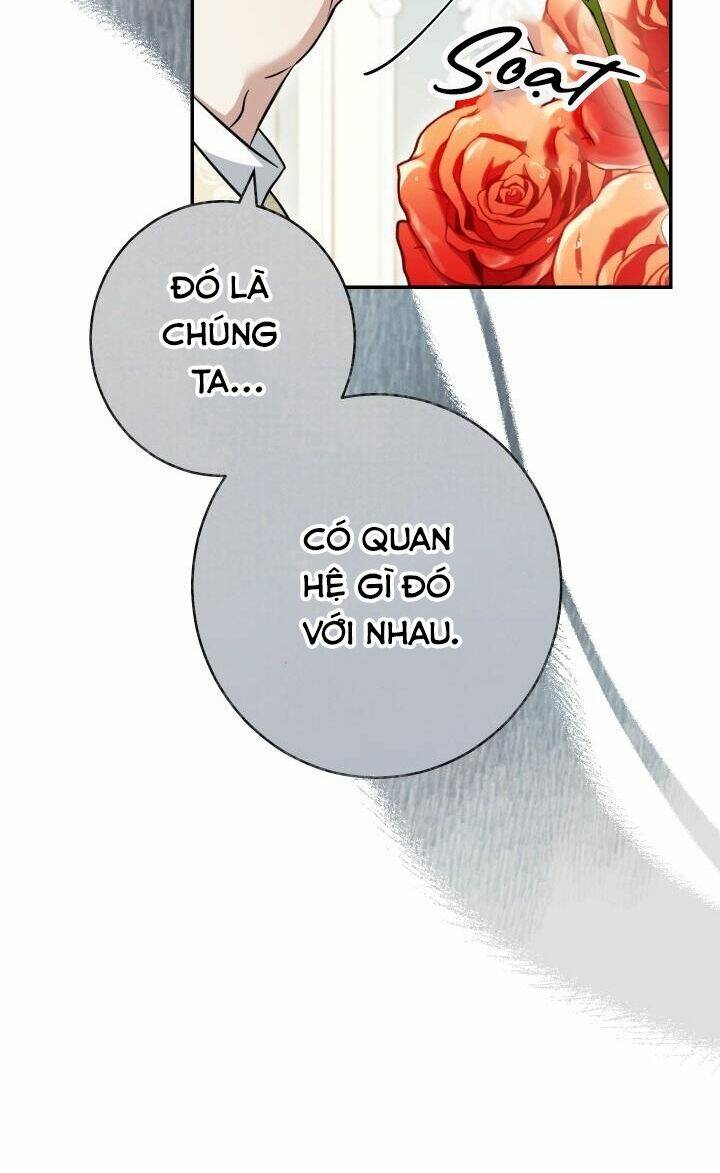 Soạt
ĐÓ LÀ
CHÚNG
TA...
CÓ QUAN
HỆ GÌ ĐÓ
VỚI NHAU.